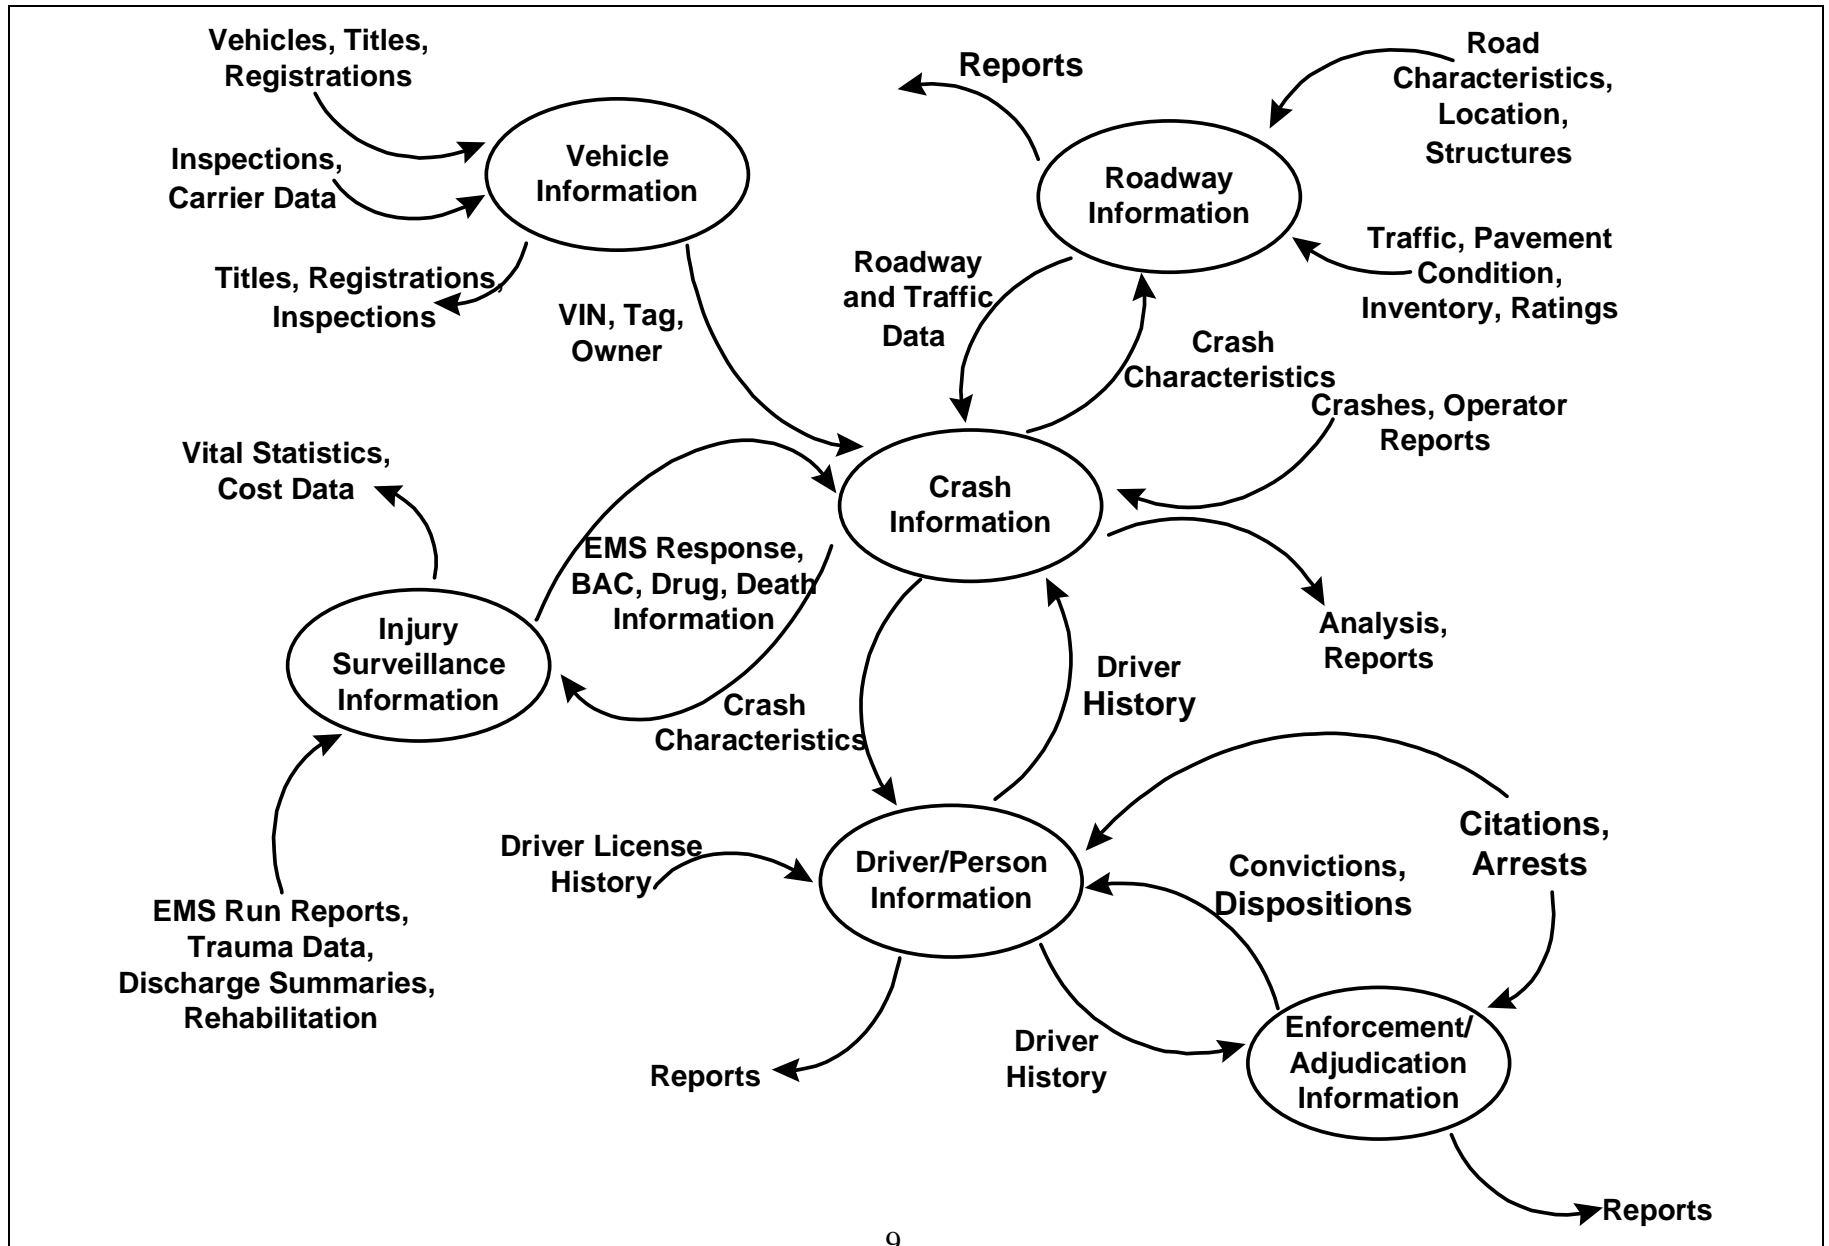 Vehicles, Titles,
Registrations
Inspections,
Carrier Data
Vehicle
Information
Titles, Registrations,
Inspections
VIN, Tag,
Owner
Reports
Road
Characteristics,
Location,
Structures
Roadway
Information
Traffic, Pavement
Condition,
Inventory, Ratings
Roadway
and Traffic
Data
Crash
Characteristics
Crashes, Operator
Reports
Vital Statistics,
Cost Data
Crash
Information
EMS Response,
BAC, Drug, Death
Information
Analysis,
Reports
Injury
Surveillance
Information
Crash
Characteristics
Driver
History
Citations,
Arrests
Driver License
History
Driver/Person
Information
Convictions,
Dispositions
EMS Run Reports,
Trauma Data,
Discharge Summaries,
Rehabilitation
Driver
History
Enforcement/
Adjudication
Information
Reports
Reports
9